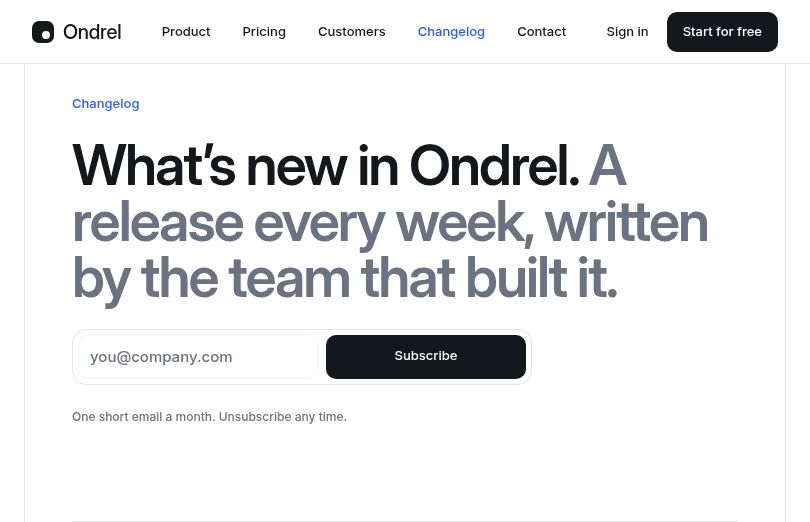 Ondrel
Product
Pricing
Customers
Changelog
Contact
Sign in
Start for free
Changelog
What's new in Ondrel. A
release every week, written
by the team that built it.
you@company.com
Subscribe
One short email a month. Unsubscribe any time.